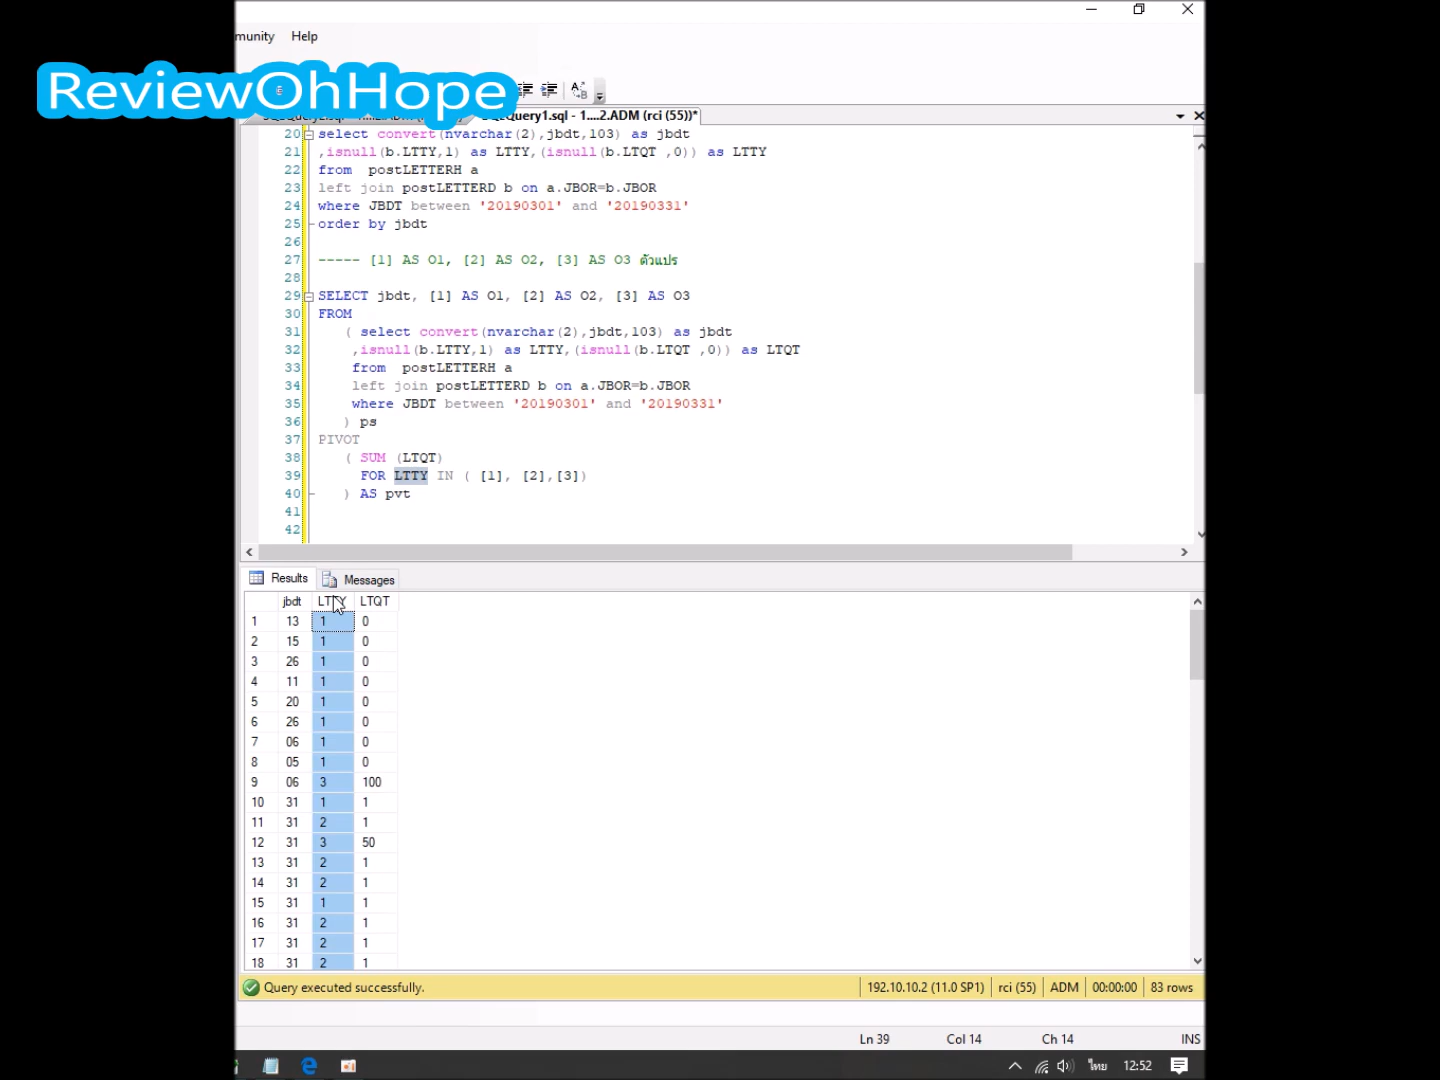 munity Help
ReviewOhHope
Query1.sql - 1....2.ADM (rci (55))*
20 select convert(nvarchar(2),jbdt,103) as jbdt
21 ,isnull(b.LTTY,1) as LTTY,(isnull(b.LTQT ,0)) as LTTY
22 from postLETTERH a
23 left join postLETTERD b on a.JBOR=b.JBOR
24 where JBDT between '20190301' and '20190331'
25 order by jbdt
26
27 ----- [1] AS O1, [2] AS O2, [3] AS O3 ตัวแปร
28
29 SELECT jbdt, [1] AS O1, [2] AS O2, [3] AS O3
30 FROM
31 ( select convert(nvarchar(2),jbdt,103) as jbdt
32 ,isnull(b.LTTY,1) as LTTY,(isnull(b.LTQT ,0)) as LTQT
33 from postLETTERH a
34 left join postLETTERD b on a.JBOR=b.JBOR
35 where JBDT between '20190301' and '20190331'
36 ) ps
37 PIVOT
38 ( SUM (LTQT)
39 FOR LTTY IN ( [1], [2],[3])
40 ) AS pvt
41
42
Results Messages
jbdt LTTY LTQT
1 13 1 0
2 15 1 0
3 26 1 0
4 11 1 0
5 20 1 0
6 26 1 0
7 06 1 0
8 05 1 0
9 06 3 100
10 31 1 1
11 31 2 1
12 31 3 50
13 31 2 1
14 31 2 1
15 31 1 1
16 31 2 1
17 31 2 1
18 31 2 1
Query executed successfully. 192.10.10.2 (11.0 SP1) rci (55) ADM 00:00:00 83 rows
Ln 39 Col 14 Ch 14 INS
ไทย 12:52